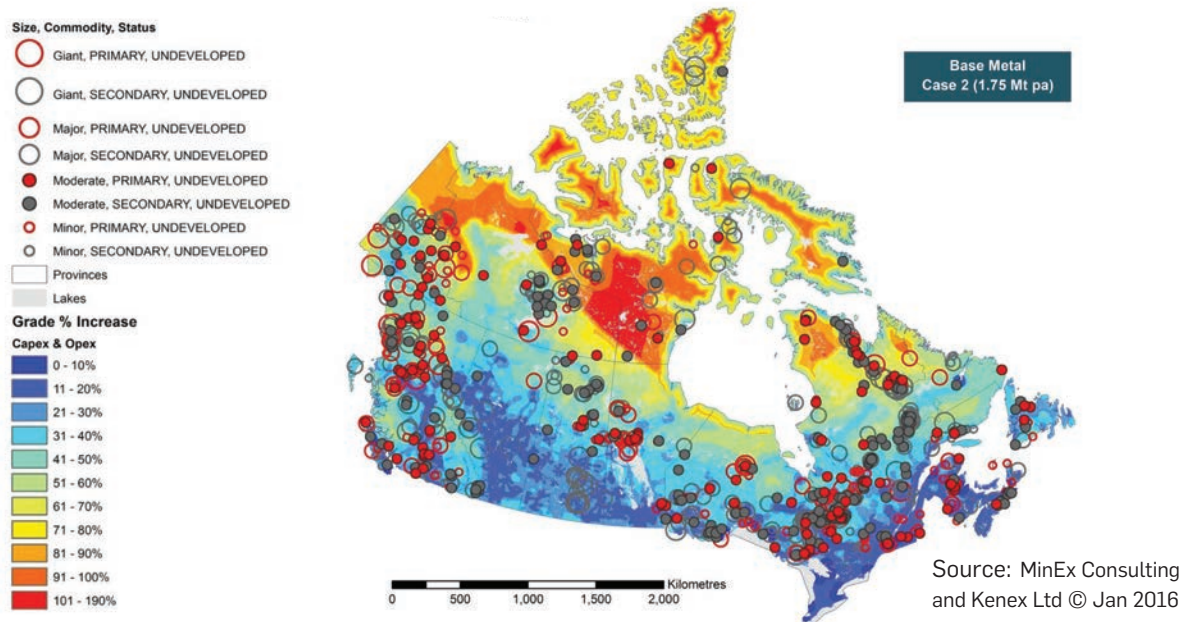 Size, Commodity, Status
Giant, PRIMARY, UNDEVELOPED
Giant, SECONDARY, UNDEVELOPED
Major, PRIMARY, UNDEVELOPED
Major, SECONDARY, UNDEVELOPED
Moderate, PRIMARY, UNDEVELOPED
Moderate, SECONDARY, UNDEVELOPED
Minor, PRIMARY, UNDEVELOPED
Minor, SECONDARY, UNDEVELOPED
Provinces
Lakes
Grade % Increase
Capex & Opex
0 - 10%
11 - 20%
21 - 30%
31 - 40%
41 - 50%
51 - 60%
61 - 70%
71 - 80%
81 - 90%
91 - 100%
101 - 190%
Base Metal
Case 2 (1.75 Mt pa)
Kilometres
0 500 1,000 1,500 2,000
Source: MinEx Consulting
and Kenex Ltd © Jan 2016